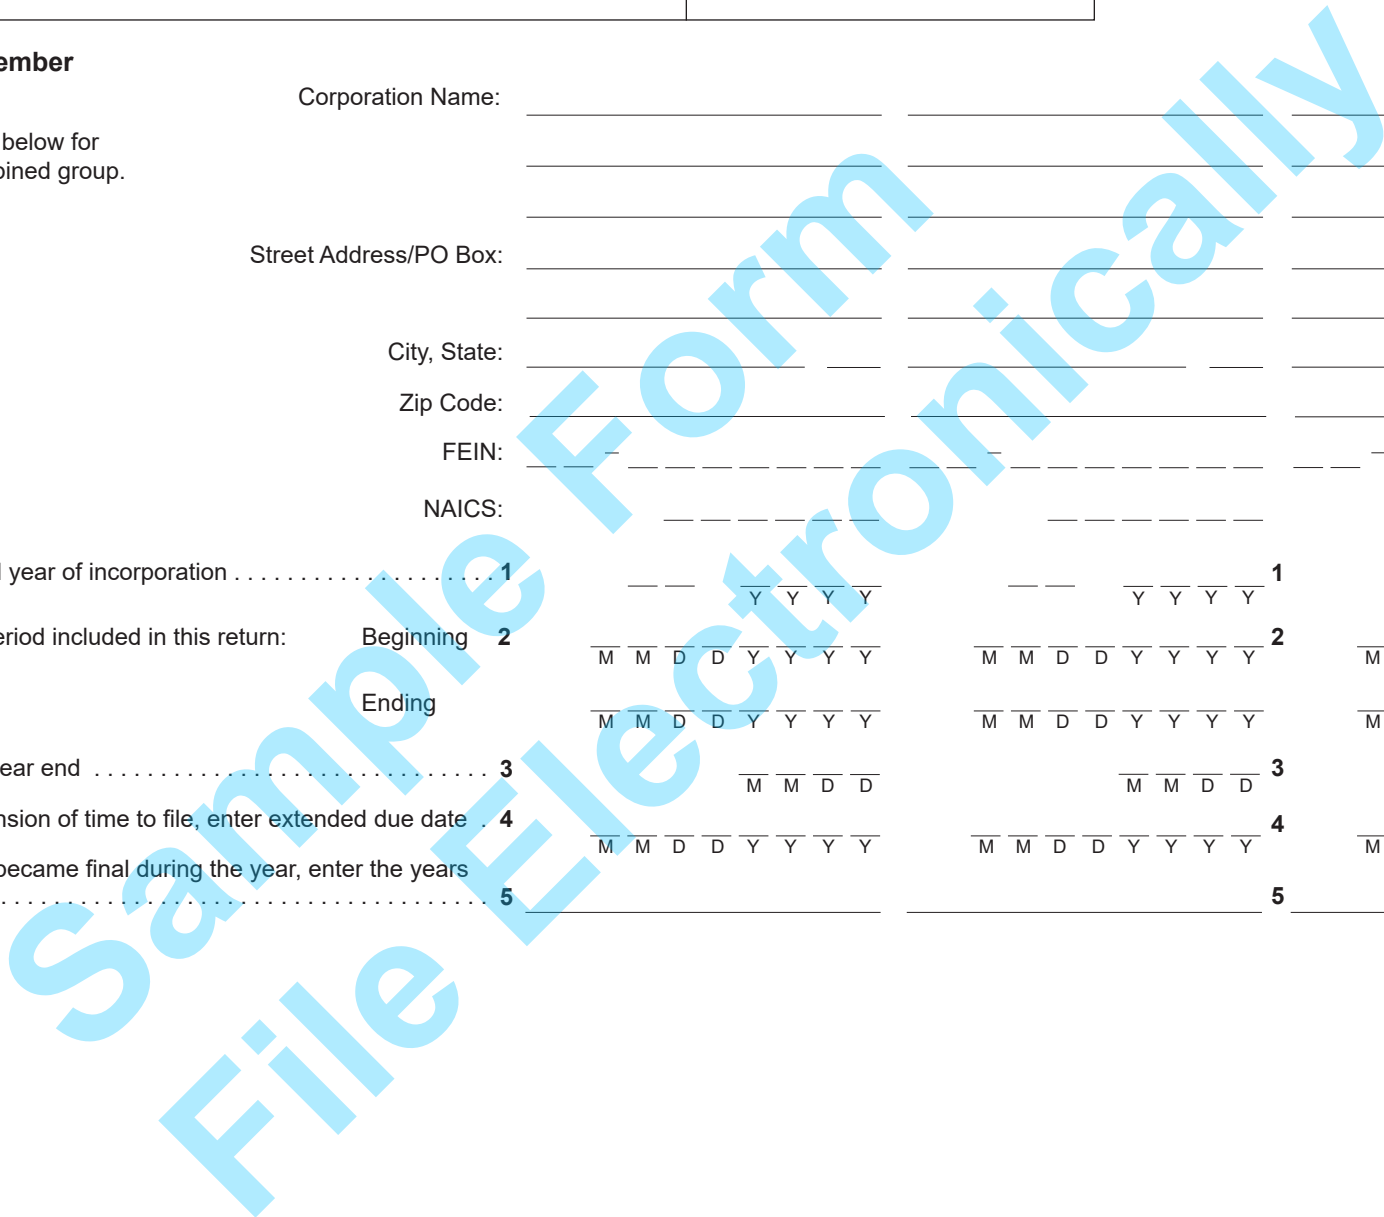 ember
Corporation Name:
below for
bined group.
Street Address/PO Box:
City, State:
Zip Code:
FEIN:
NAICS:
year of incorporation . . . . . . . . . . . . . . . . . . . . 1 1
Y Y Y Y Y Y Y Y
eriod included in this return: Beginning 2 2
M M D D Y Y Y Y M M D D Y Y Y Y M
Ending
M M D D Y Y Y Y M M D D Y Y Y Y M
ear end . . . . . . . . . . . . . . . . . . . . . . . . . . . . . . 3 3
M M D D M M D D
nsion of time to file, enter extended due date . 4 4
M M D D Y Y Y Y M M D D Y Y Y Y M
became final during the year, enter the years
. . . . . . . . . . . . . . . . . . . . . . . . . . . . . . . . . . . . . 5 5
Sample Form
File Electronically